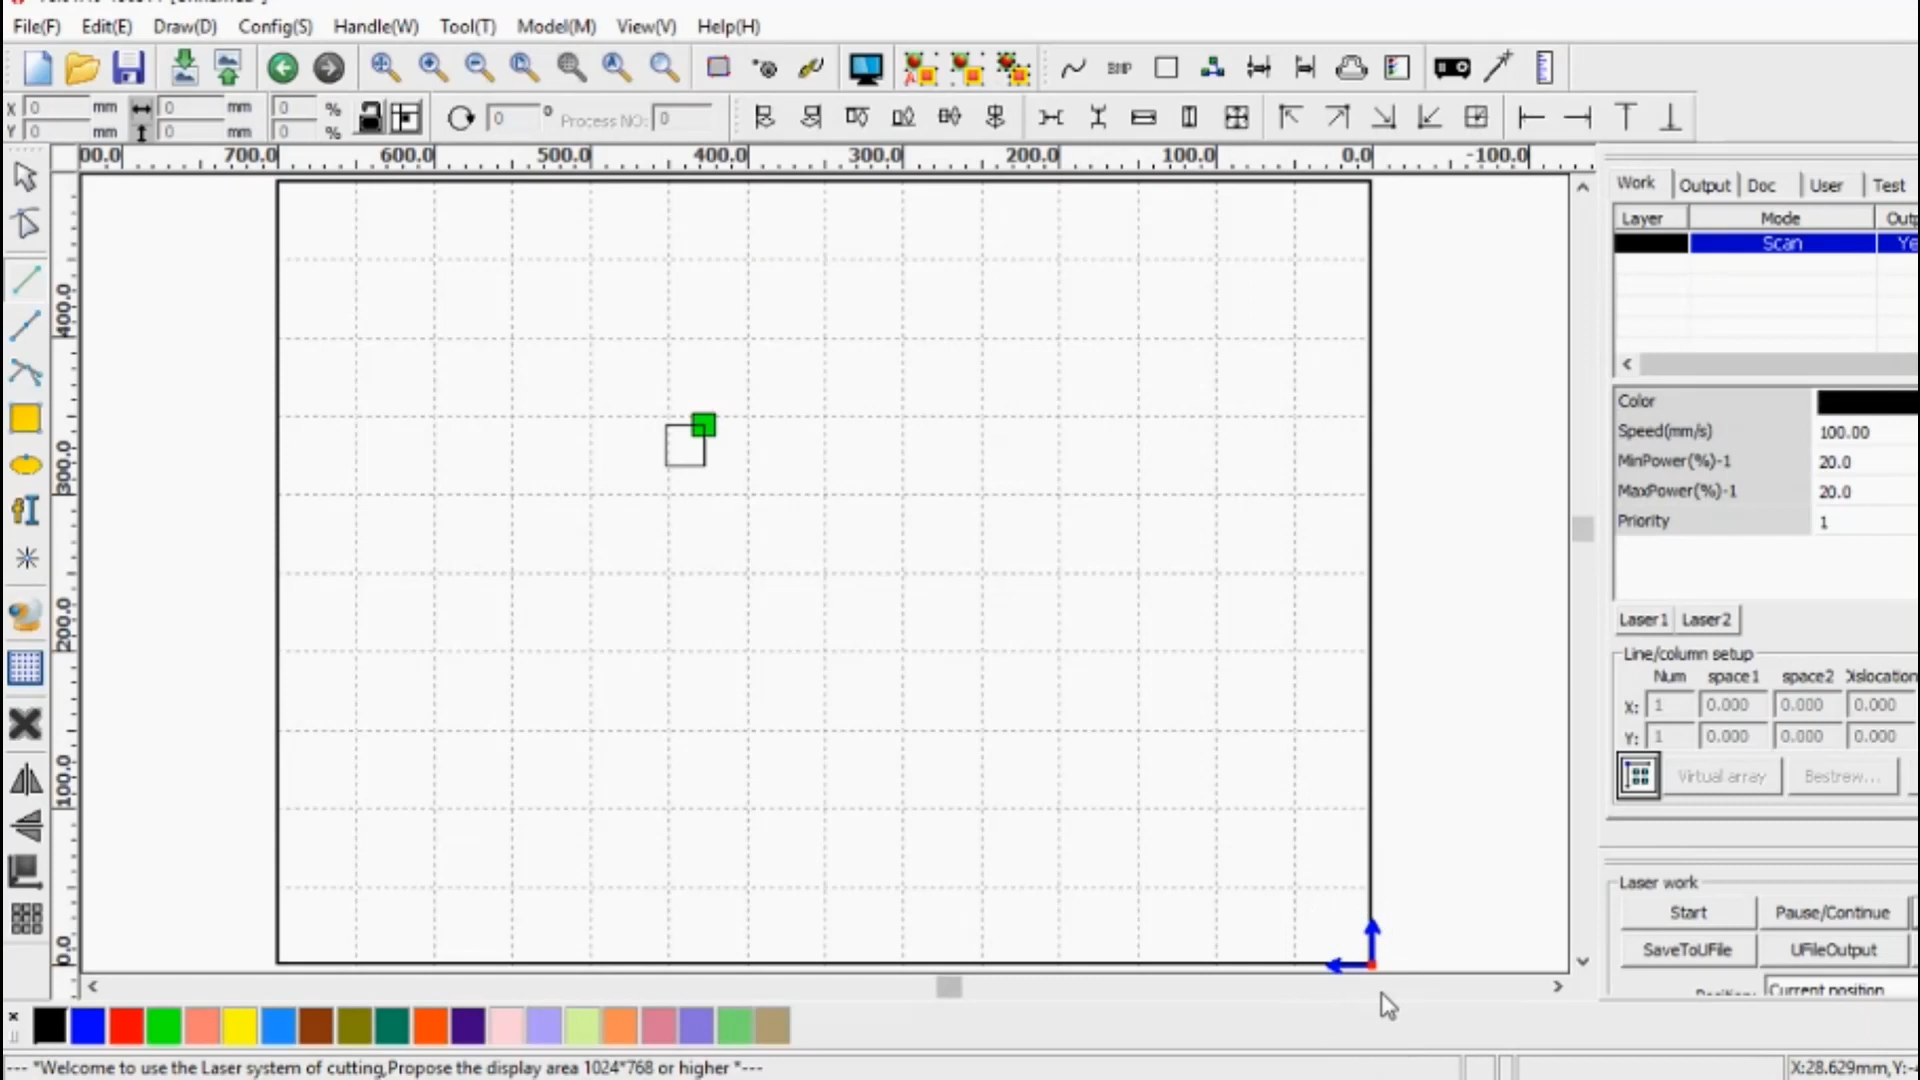 File(F) Edit(E) Draw(D) Config(S) Handle(W) Tool(T) Model(M) View(V) Help(H)
BMP
X 0 mm 0 mm 0 %
Y 0 mm 0 mm 0 %
0 ° Process NO: 0
00.0 700.0 600.0 500.0 400.0 300.0 200.0 100.0 0.0 -100.0
400.0
300.0
200.0
100.0
0.0
Work Output Doc User Test
Layer Mode Outp
Scan Ye
Color
Speed(mm/s) 100.00
MinPower(%)-1 20.0
MaxPower(%)-1 20.0
Priority 1
Laser1 Laser2
Line/column setup
Num space1 space2 islocation
X: 1 0.000 0.000 0.000
Y: 1 0.000 0.000 0.000
Virtual array Bestrew...
Laser work
Start Pause/Continue
SaveToUFile UFileOutput
Current position
--- *Welcome to use the Laser system of cutting,Propose the display area 1024*768 or higher *---
X:28.629mm,Y:-